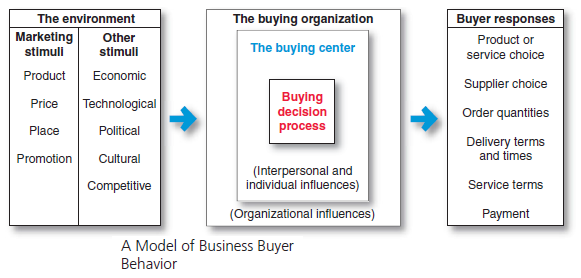 The environment
Marketing stimuli
Other stimuli
Product
Economic
Price
Technological
Place
Political
Promotion
Cultural
Competitive
The buying organization
The buying center
Buying
decision
process
(Interpersonal and
individual influences)
(Organizational influences)
Buyer responses
Product or
service choice
Supplier choice
Order quantities
Delivery terms
and times
Service terms
Payment
A Model of Business Buyer
Behavior